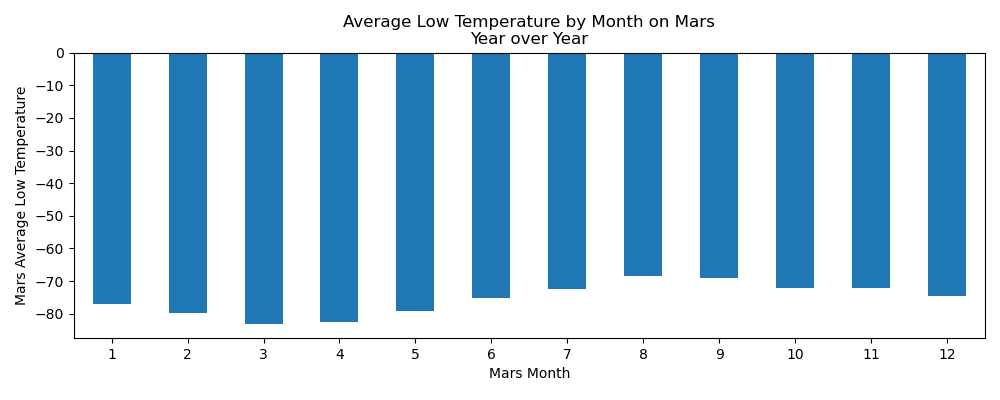 Average Low Temperature by Month on Mars
Year over Year
Mars Average Low Temperature
0
−10
−20
−30
−40
−50
−60
−70
−80
1 2 3 4 5 6 7 8 9 10 11 12
Mars Month